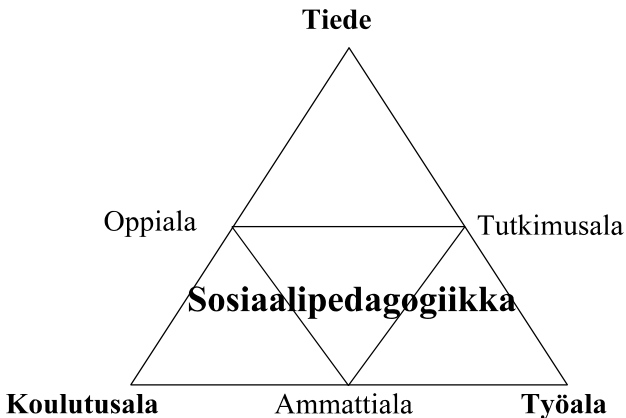 Tiede
Oppiala
Tutkimusala
Sosiaalipedagogiikka
Koulutusala
Ammattiala
Työala